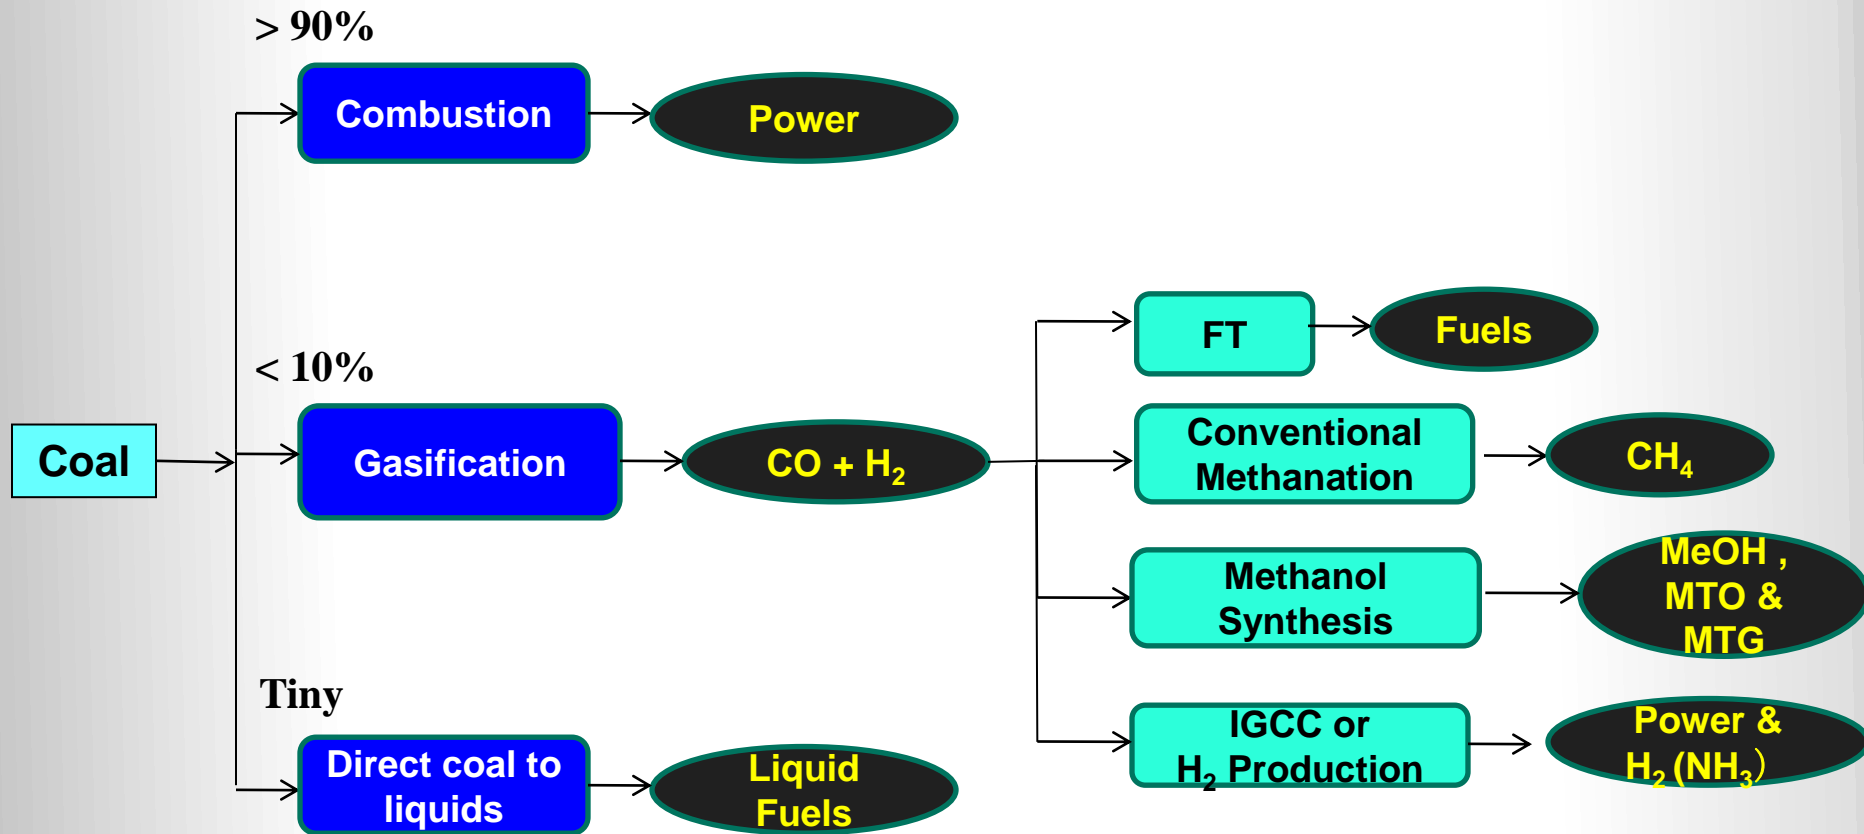 > 90%
Combustion
Power
< 10%
Coal
Gasification
CO + H₂
FT
Fuels
Conventional
Methanation
CH₄
Methanol
Synthesis
MeOH ,
MTO &
MTG
IGCC or
H₂ Production
Power &
H₂ (NH₃）
Tiny
Direct coal to
liquids
Liquid
Fuels